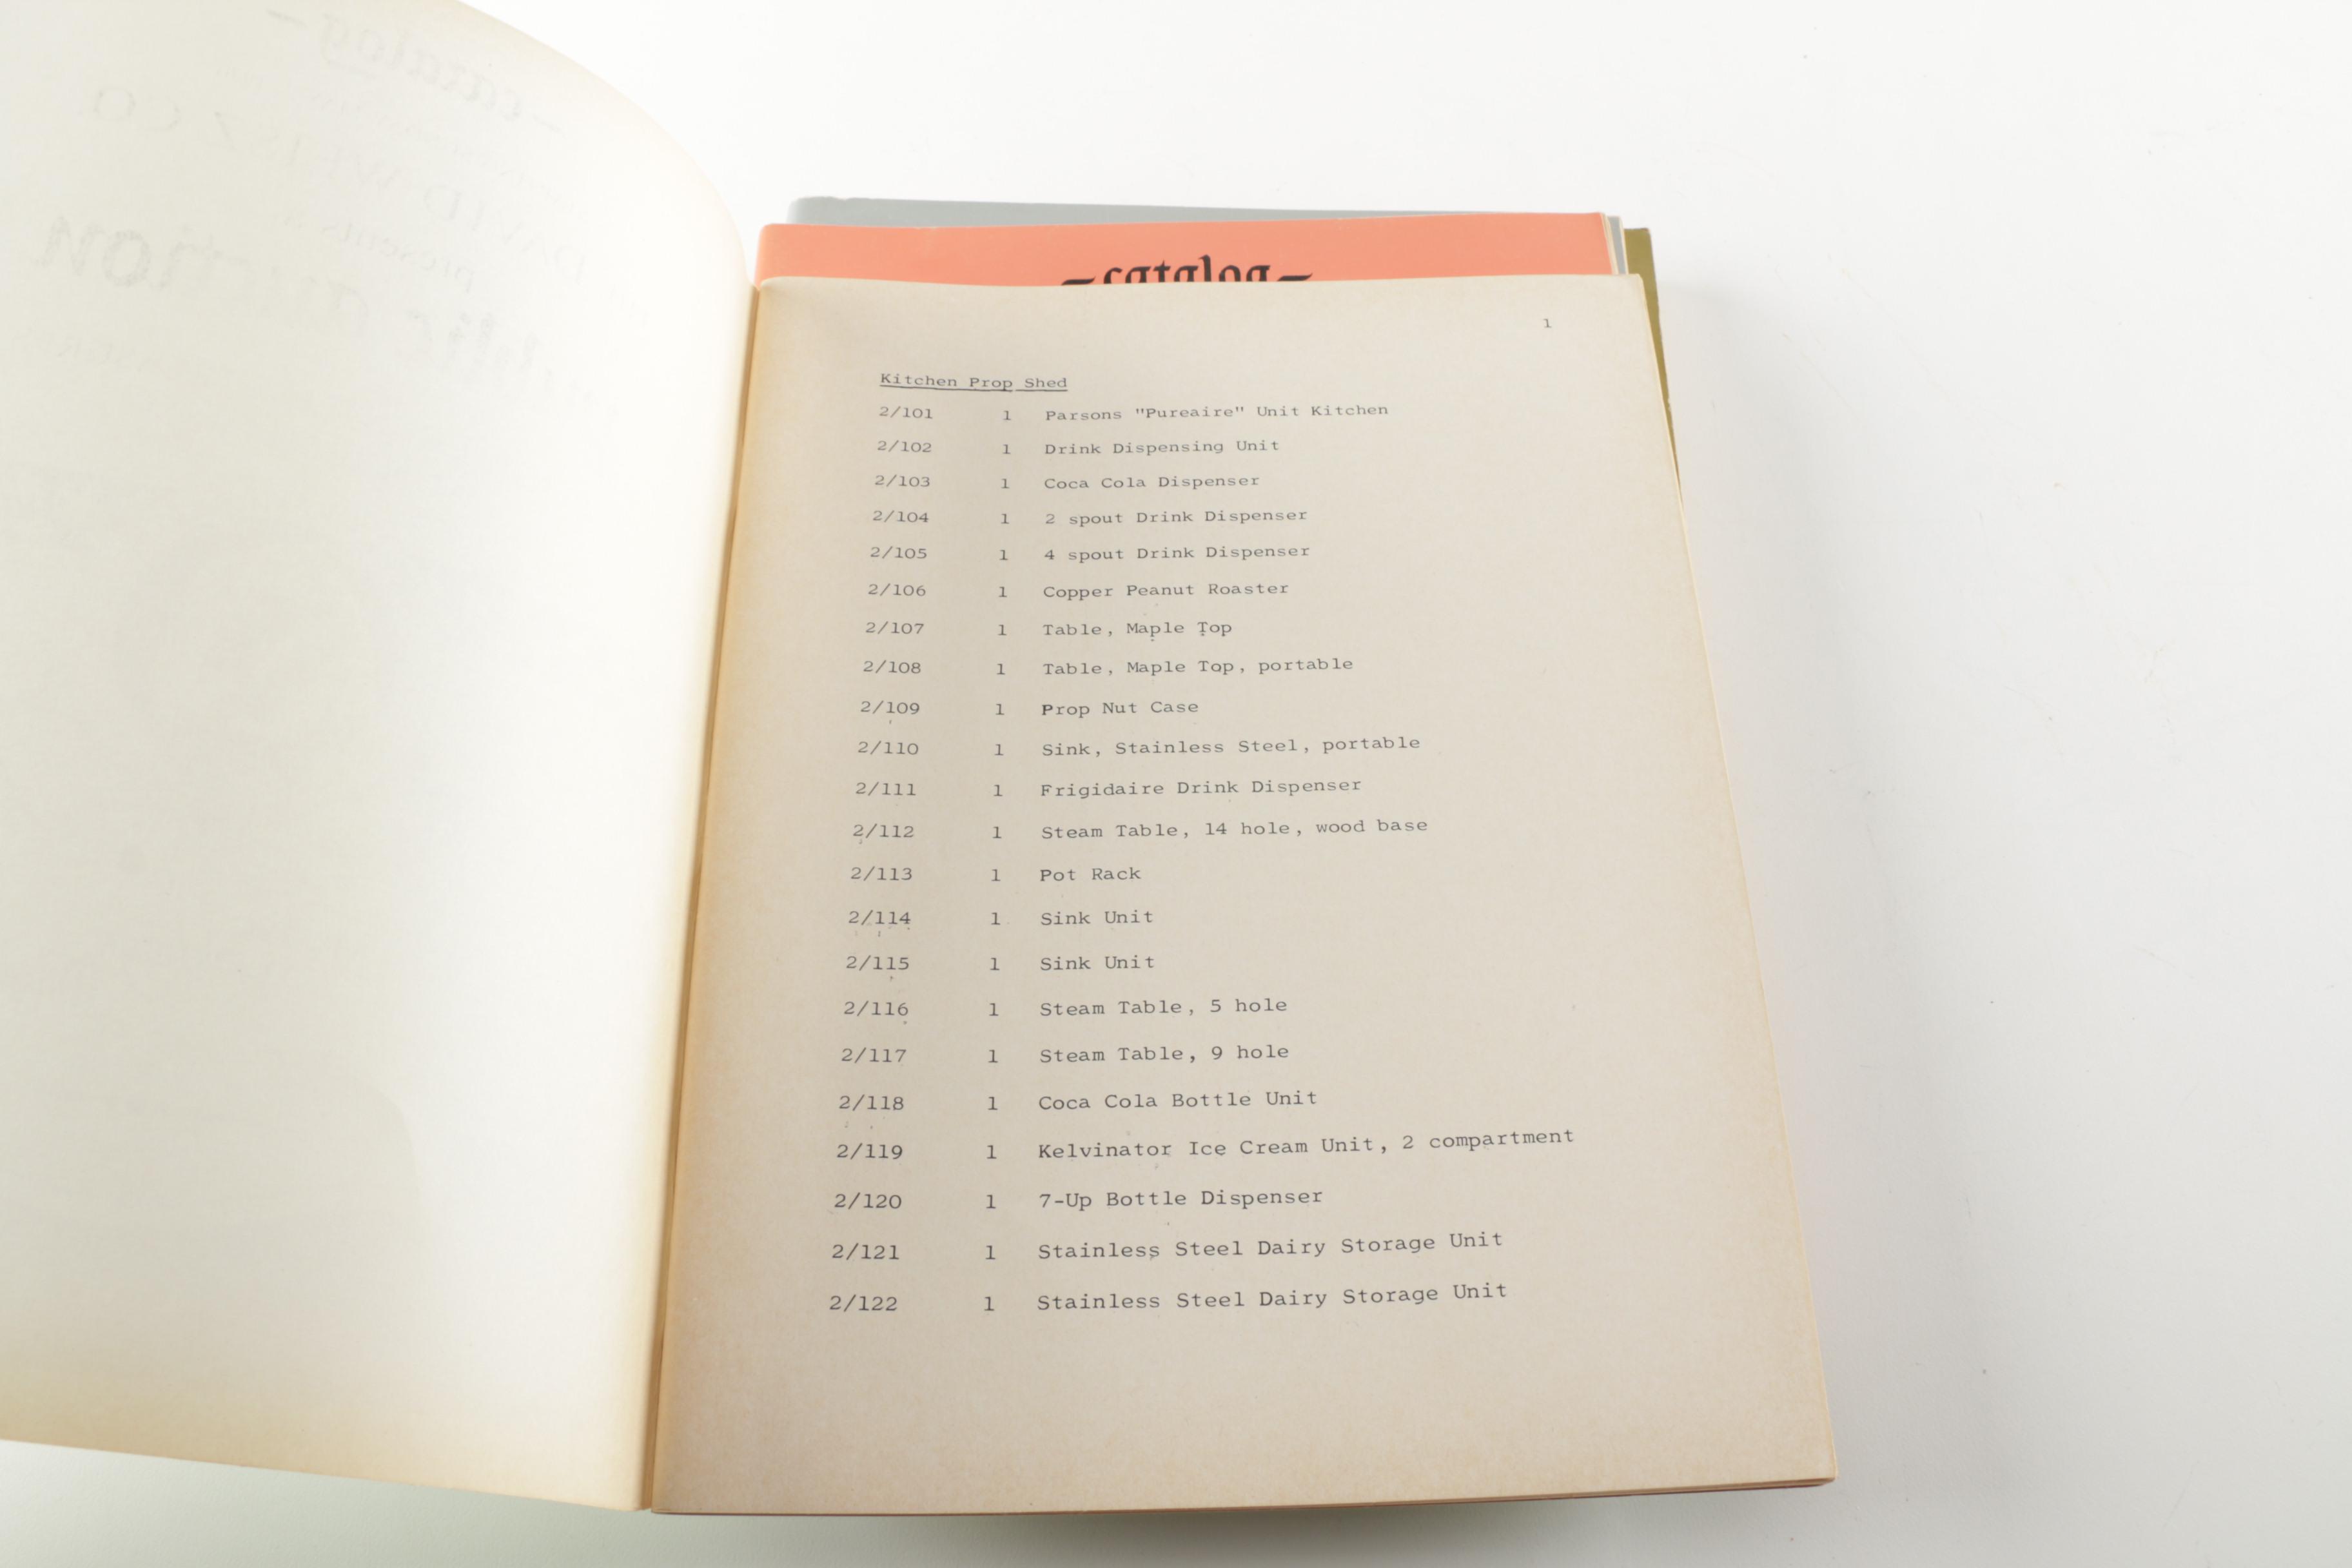 -catalog-
DAVID WEISZ CO
presents a
-catalog-
1
Kitchen Prop Shed
2/101 1 Parsons "Pureaire" Unit Kitchen
2/102 1 Drink Dispensing Unit
2/103 1 Coca Cola Dispenser
2/104 1 2 spout Drink Dispenser
2/105 1 4 spout Drink Dispenser
2/106 1 Copper Peanut Roaster
2/107 1 Table, Maple Top
2/108 1 Table, Maple Top, portable
2/109 1 Prop Nut Case
2/110 1 Sink, Stainless Steel, portable
2/111 1 Frigidaire Drink Dispenser
2/112 1 Steam Table, 14 hole, wood base
2/113 1 Pot Rack
2/114 1 Sink Unit
2/115 1 Sink Unit
2/116 1 Steam Table, 5 hole
2/117 1 Steam Table, 9 hole
2/118 1 Coca Cola Bottle Unit
2/119 1 Kelvinator Ice Cream Unit, 2 compartment
2/120 1 7-Up Bottle Dispenser
2/121 1 Stainless Steel Dairy Storage Unit
2/122 1 Stainless Steel Dairy Storage Unit